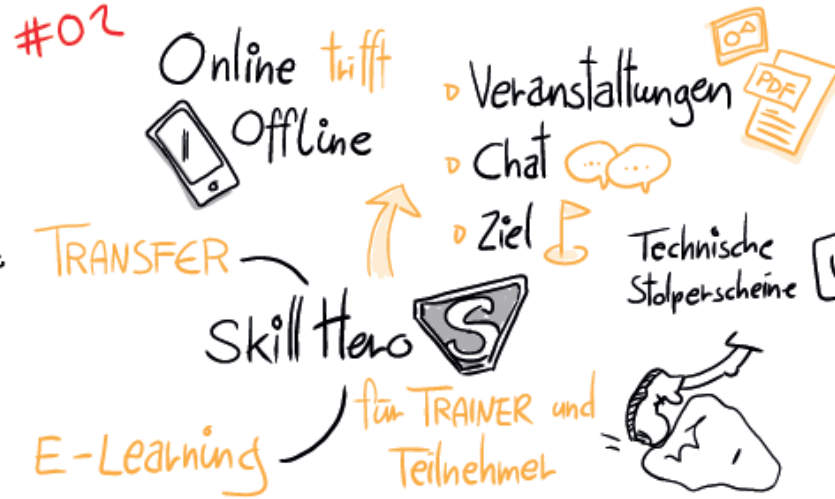 #02
Online trifft
Offline
Veranstaltungen
PDF
Chat
Ziel
TRANSFER
Technische
Stolperscheine
Skill Hero
S
für TRAINER und
Teilnehmer
E-Learning